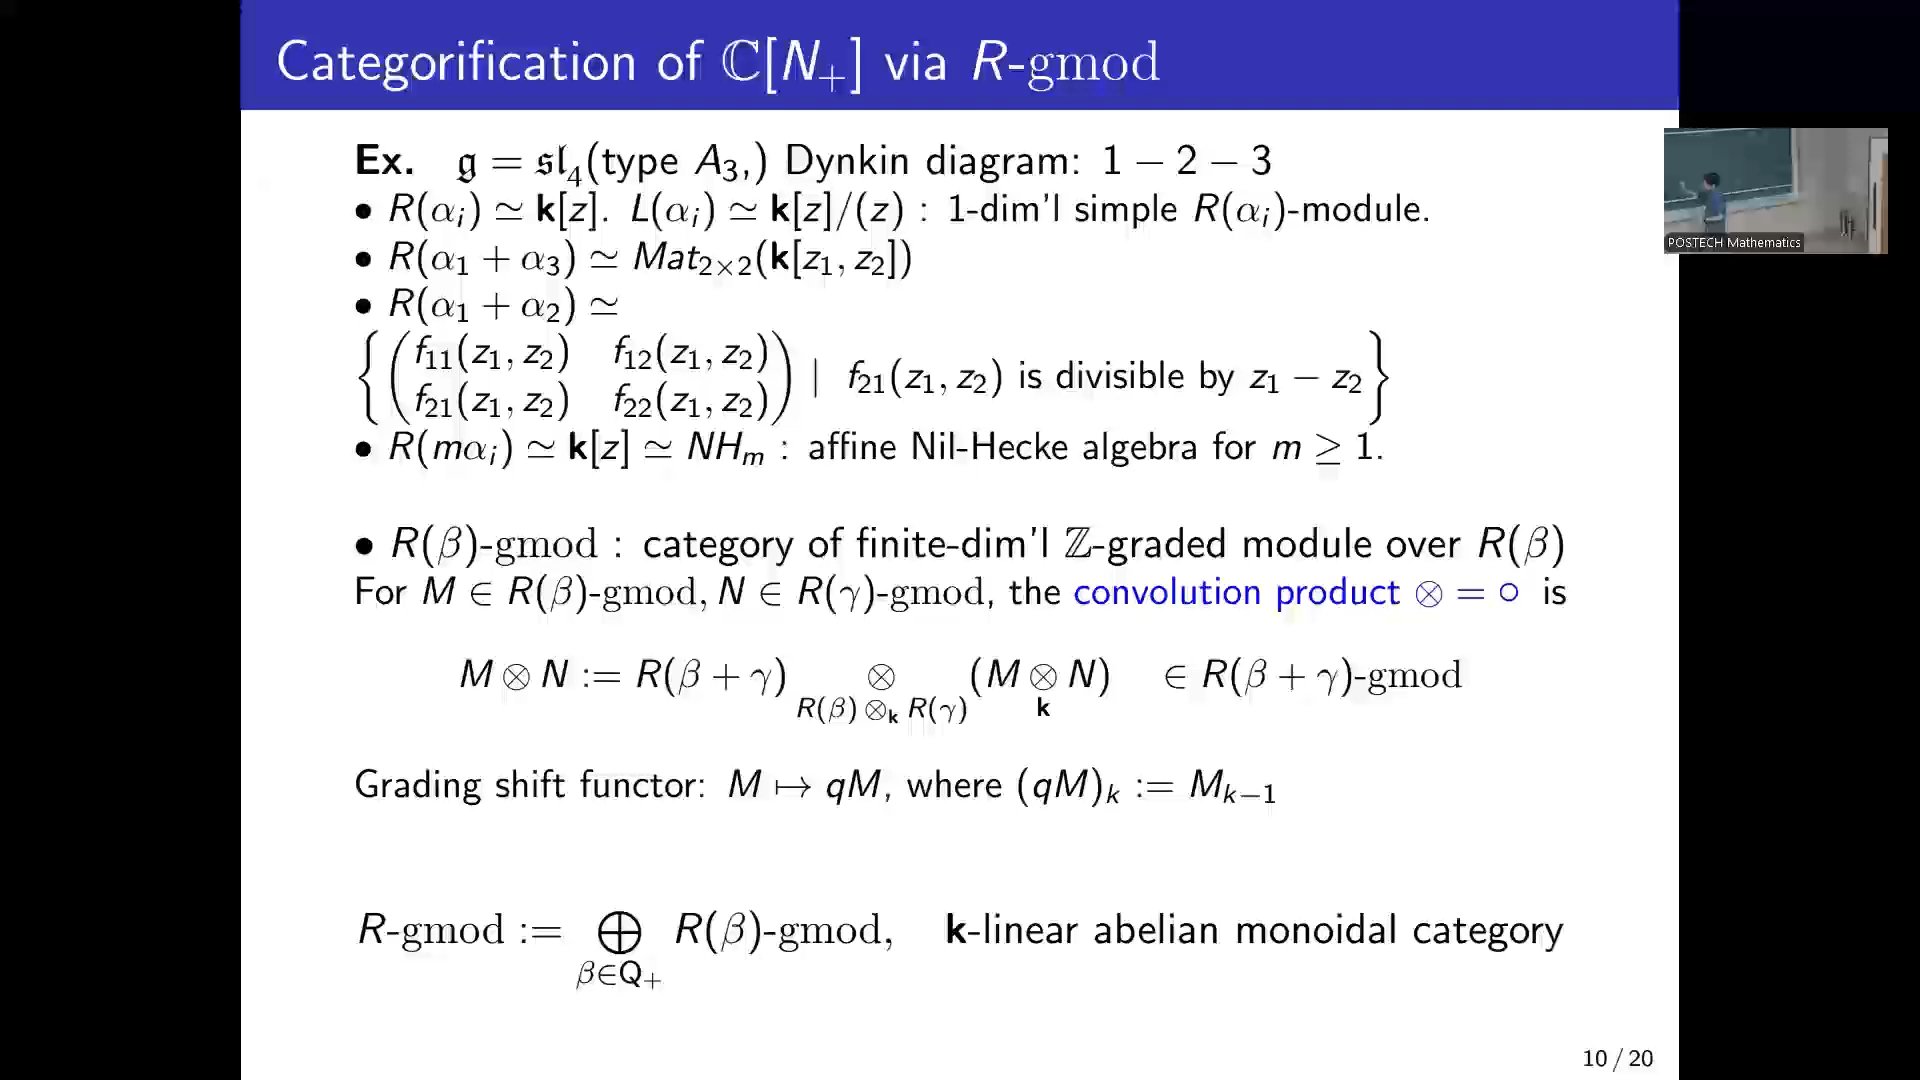 Categorification of ℂ[N₊] via R-gmod
Ex. 𝔤 = 𝔰𝔩₄(type A₃,) Dynkin diagram: 1 – 2 – 3
• R(αᵢ) ≃ k[z]. L(αᵢ) ≃ k[z]/(z) : 1-dim'l simple R(αᵢ)-module.
• R(α₁ + α₃) ≃ Mat₂ₓ₂(k[z₁, z₂])
• R(α₁ + α₂) ≃
{ ( f₁₁(z₁, z₂) f₁₂(z₁, z₂)
f₂₁(z₁, z₂) f₂₂(z₁, z₂) ) | f₂₁(z₁, z₂) is divisible by z₁ − z₂ }
• R(mαᵢ) ≃ k[z] ≃ NHₘ : affine Nil-Hecke algebra for m ≥ 1.
• R(β)-gmod : category of finite-dim'l ℤ-graded module over R(β)
For M ∈ R(β)-gmod, N ∈ R(γ)-gmod, the convolution product ⊗ = ∘ is
M ⊗ N := R(β + γ) ⊗_{R(β) ⊗_k R(γ)} (M ⊗_k N) ∈ R(β + γ)-gmod
Grading shift functor: M ↦ qM, where (qM)ₖ := Mₖ₋₁
R-gmod := ⊕_{β∈Q₊} R(β)-gmod, k-linear abelian monoidal category
10 / 20
POSTECH Mathematics